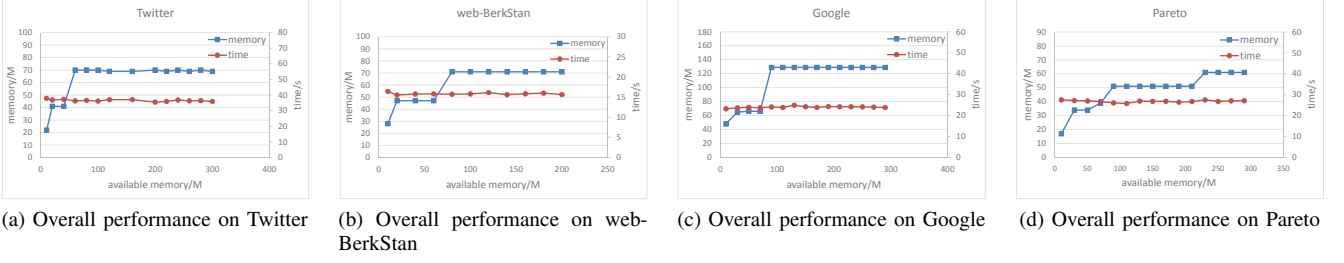 Twitter
memory
time
100
90
80
70
60
50
40
30
20
10
0
80
70
60
50
40
30
20
10
0
0 100 200 300 400
memoory/M
time/s
available memory/M
(a) Overall performance on Twitter
web-BerkStan
memory
time
100
90
80
70
60
50
40
30
20
10
0
30
25
20
15
10
5
0
0 50 100 150 200 250
memory/M
time/s
available memory/M
(b) Overall performance on web-
BerkStan
Google
memory
time
180
160
140
120
100
80
60
40
20
0
60
50
40
30
20
10
0
0 100 200 300 400
memory/M
time/s
available memory/M
(c) Overall performance on Google
Pareto
memory
time
90
80
70
60
50
40
30
20
10
0
60
50
40
30
20
10
0
0 50 100 150 200 250 300 350
memory/M
time/s
available memory/M
(d) Overall performance on Pareto